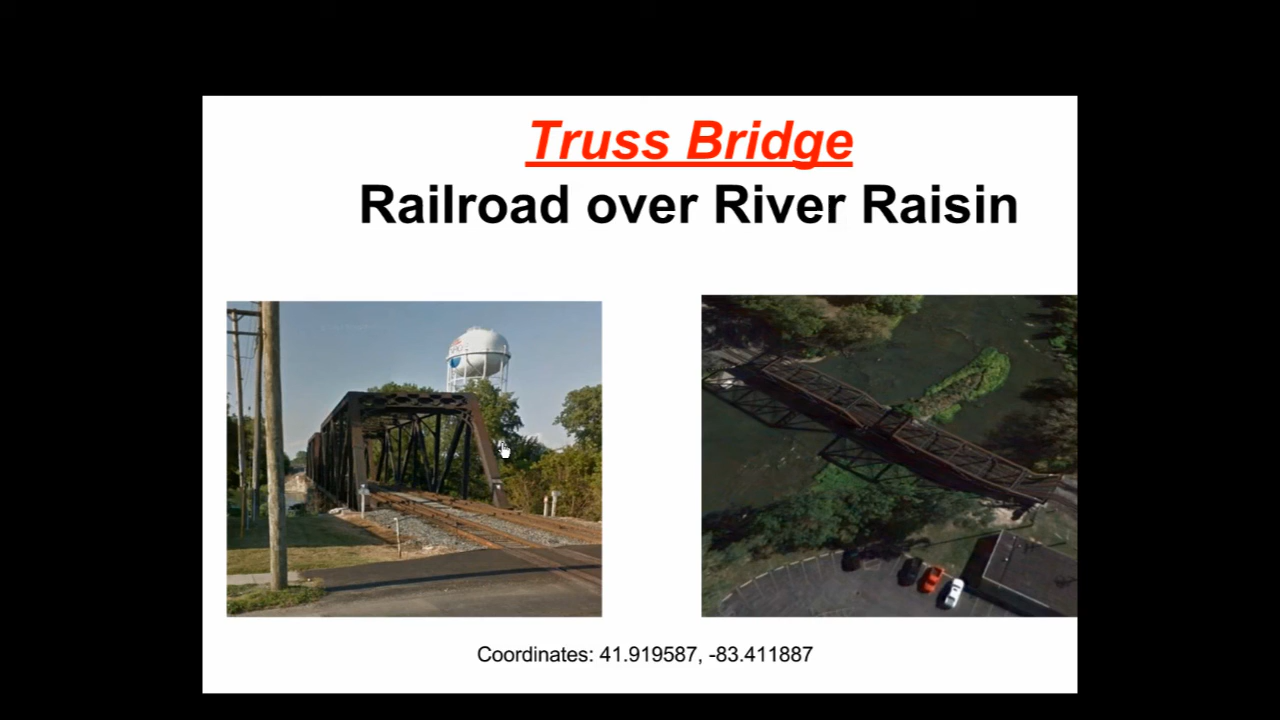 Truss Bridge
Railroad over River Raisin
Coordinates: 41.919587, -83.411887